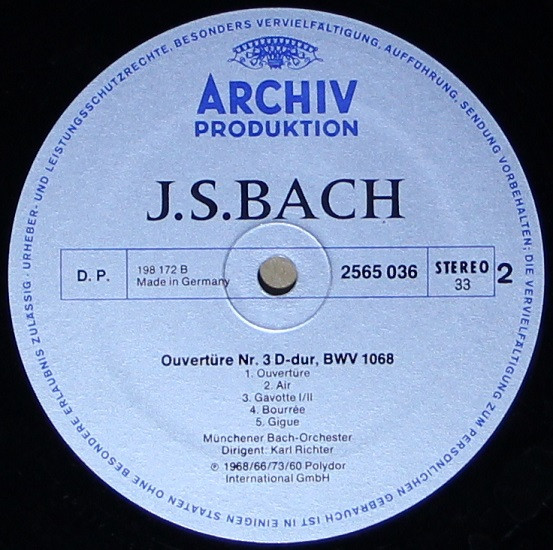 URHEBER- UND LEISTUNGSSCHUTZRECHTE, BESONDERS VERVIELFÄLTIGUNG, AUFFÜHRUNG, SENDUNG VORBEHALTEN; DIE VERVIELFÄLTIGUNG ZUM PERSÖNLICHEN GEBRAUCH IST IN EINIGEN STAATEN OHNE BESONDERE ERLAUBNIS ZULÄSSIG ·
ARCHIV
PRODUKTION
J.S.BACH
D. P.
198 172 B
Made in Germany
2565 036
STEREO
33
2
Ouvertüre Nr. 3 D-dur, BWV 1068
1. Ouvertüre
2. Air
3. Gavotte I/II
4. Bourrée
5. Gigue
Münchener Bach-Orchester
Dirigent: Karl Richter
℗ 1968/66/73/60 Polydor
International GmbH